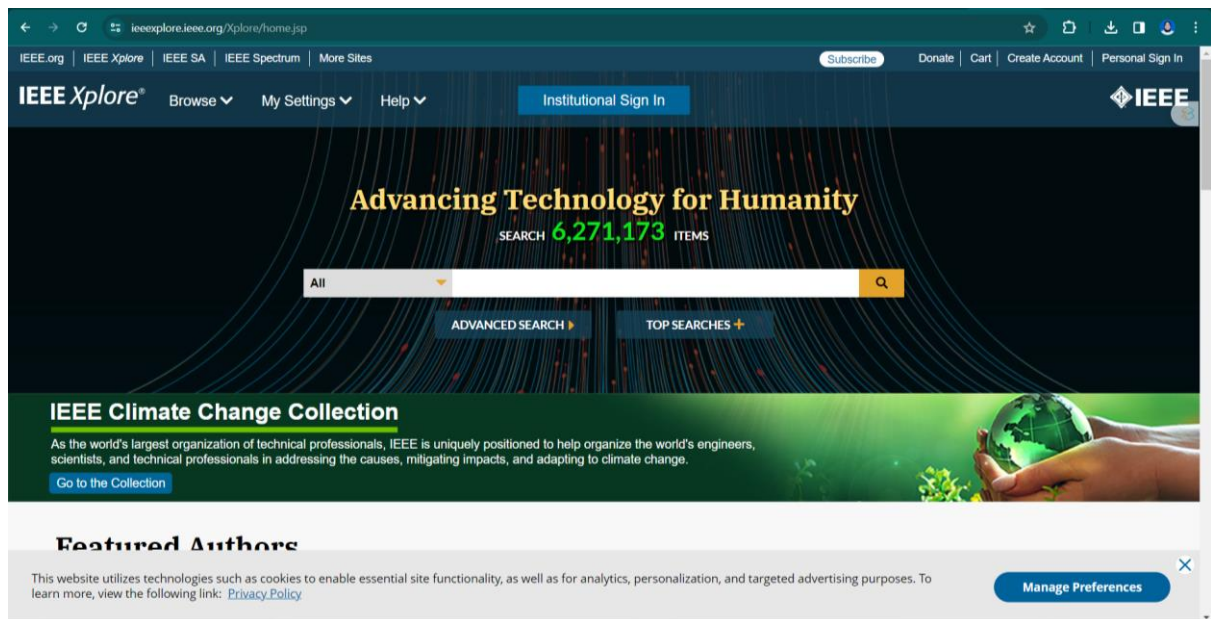 ieeexplore.ieee.org/Xplore/home.jsp
IEEE.org | IEEE Xplore | IEEE SA | IEEE Spectrum | More Sites Subscribe Donate | Cart | Create Account | Personal Sign In
IEEE Xplore® Browse My Settings Help Institutional Sign In IEEE
Advancing Technology for Humanity
SEARCH 6,271,173 ITEMS
All
ADVANCED SEARCH TOP SEARCHES +
IEEE Climate Change Collection
As the world's largest organization of technical professionals, IEEE is uniquely positioned to help organize the world's engineers,
scientists, and technical professionals in addressing the causes, mitigating impacts, and adapting to climate change.
Go to the Collection
Featured Authors
This website utilizes technologies such as cookies to enable essential site functionality, as well as for analytics, personalization, and targeted advertising purposes. To
learn more, view the following link: Privacy Policy
Manage Preferences